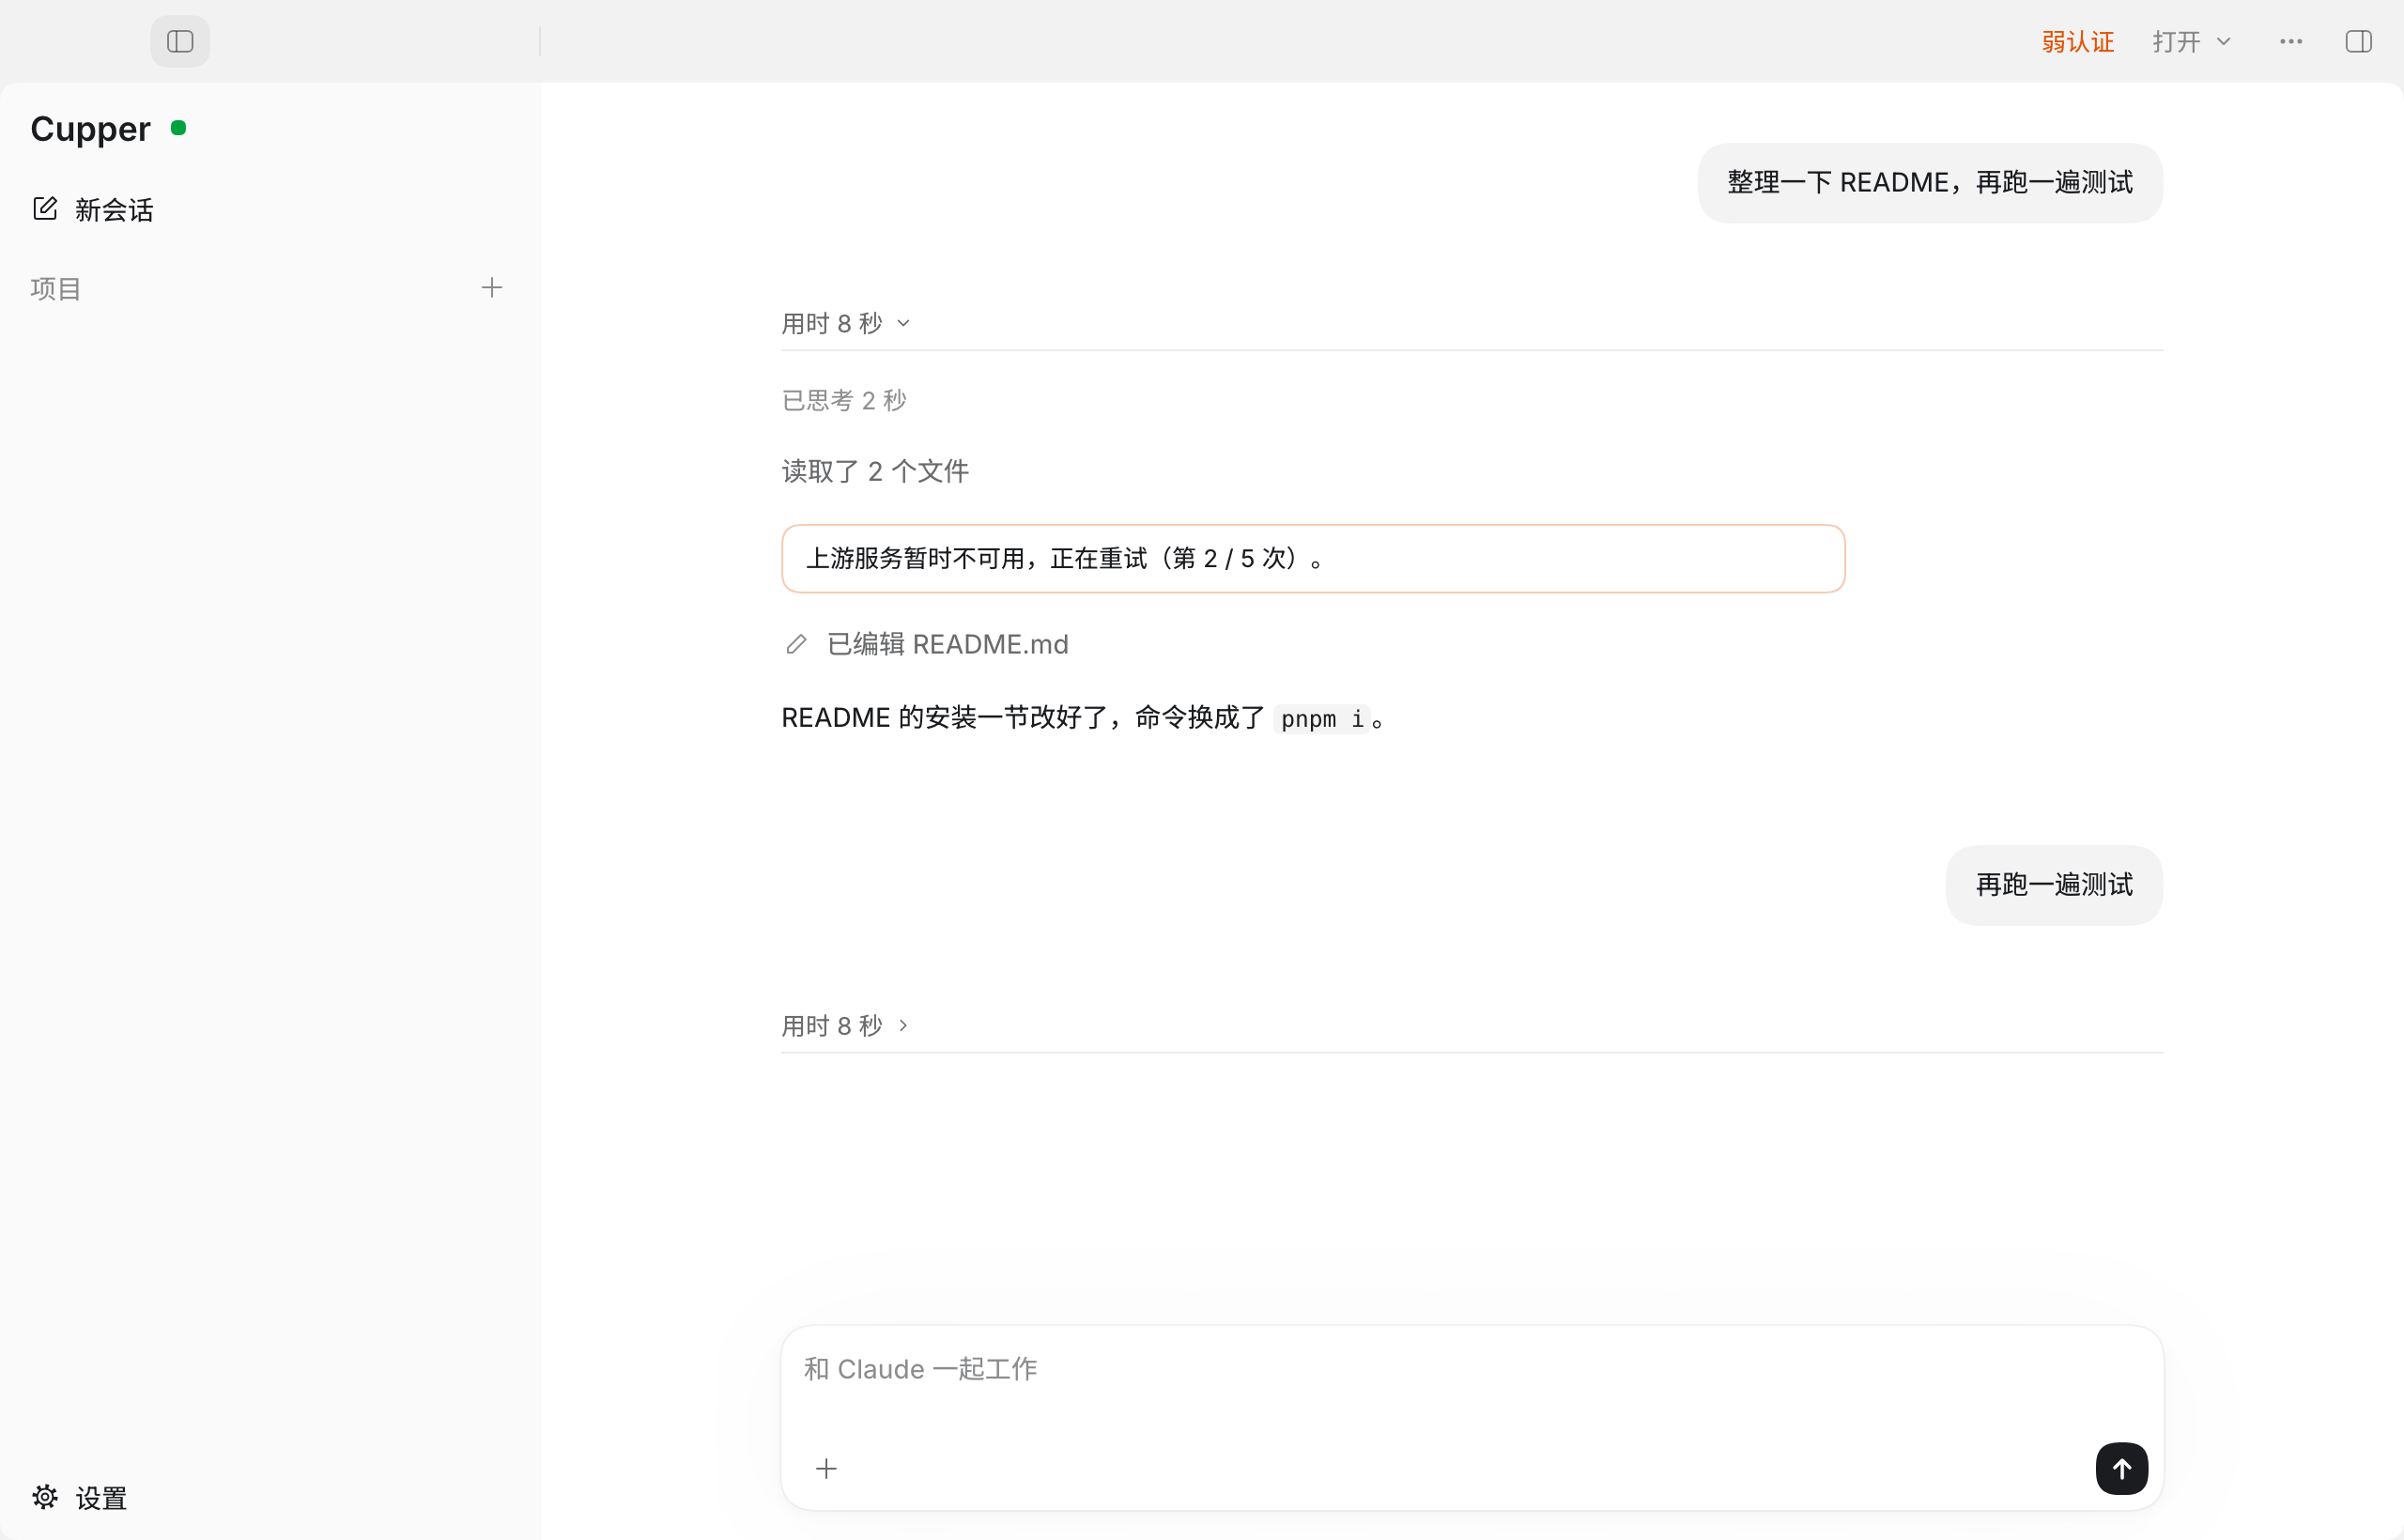 弱认证
打开
Cupper
新会话
项目
整理一下 README，再跑一遍测试
用时 8 秒
已思考 2 秒
读取了 2 个文件
上游服务暂时不可用，正在重试（第 2 / 5 次）。
已编辑 README.md
README 的安装一节改好了，命令换成了 pnpm i。
再跑一遍测试
用时 8 秒
和 Claude 一起工作
设置